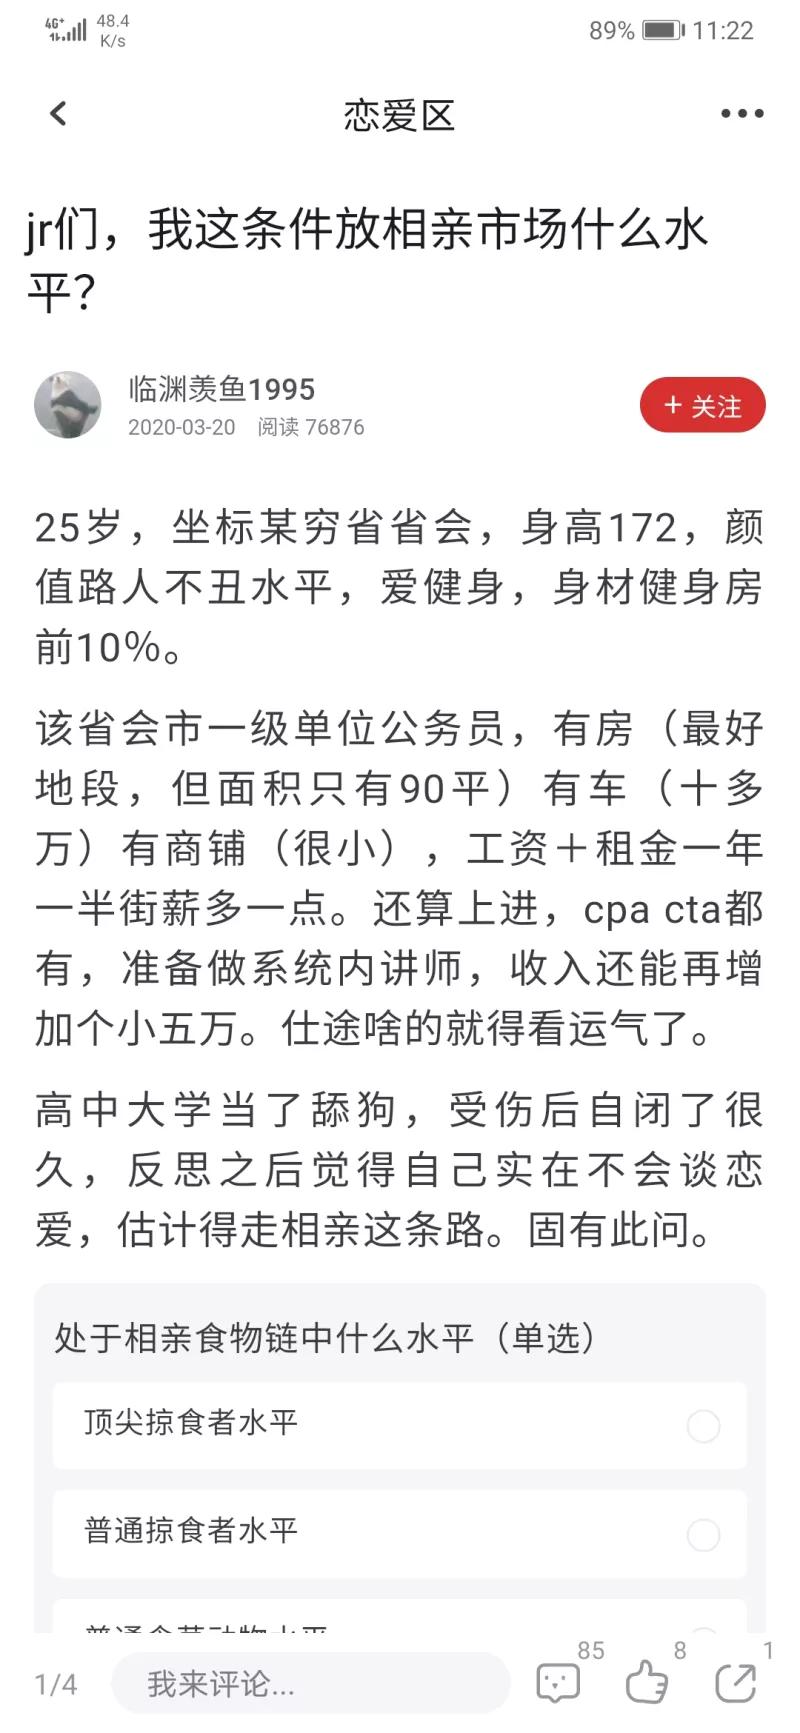 4G+ 48.4 K/s 89% 11:22
恋爱区
jr们，我这条件放相亲市场什么水
平？
临渊羡鱼1995
2020-03-20 阅读 76876
+ 关注
25岁，坐标某穷省省会，身高172，颜
值路人不丑水平，爱健身，身材健身房
前10%。
该省会市一级单位公务员，有房（最好
地段，但面积只有90平）有车（十多
万）有商铺（很小），工资＋租金一年
一半街薪多一点。还算上进，cpa cta都
有，准备做系统内讲师，收入还能再增
加个小五万。仕途啥的就得看运气了。
高中大学当了舔狗，受伤后自闭了很
久，反思之后觉得自己实在不会谈恋
爱，估计得走相亲这条路。固有此问。
处于相亲食物链中什么水平（单选）
顶尖掠食者水平
普通掠食者水平
1/4 我来评论... 85 8 1